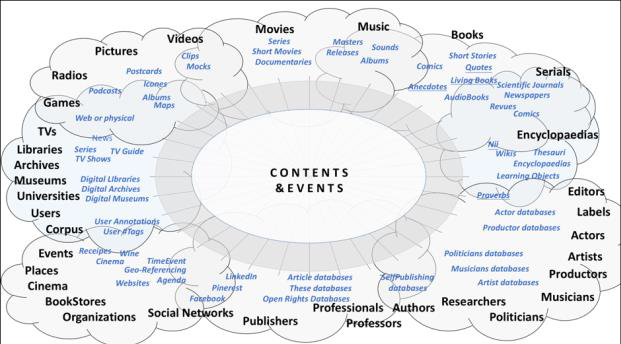 Movies
Series
Short Movies
Documentaries
Music
Masters
Releases
Sounds
Albums
Books
Short Stories
Comics
Quotes
Living Books
Anecdotes
AudioBooks
Serials
Scientific Journals
Newspapers
Revues
Comics
Videos
Clips
Mocks
Pictures
Postcards
Icones
Albums
Maps
Radios
Podcasts
Games
Web or physical
TVs
News
Series
TV Guide
TV Shows
Libraries
Archives
Museums
Universities
Digital LIbraries
Digital Archives
Digital Museums
Users
Corpus
User Annotations
User #Tags
CONTENTS
&EVENTS
Encyclopaedias
Nii
Wikis
Thesauri
Encyclopaedias
Learning Objects
Proverbs
Editors
Labels
Actors
Artists
Producters
Musicians
Actor databases
Productor databases
Politicians databases
Musicians databases
Artist databases
Events
Places
Cinema
BookStores
Organizations
Receipes
Wine
Cinema
TimeEvent
Geo-Referencing
Agenda
Websites
Social Networks
LinkedIn
Pinerest
Facebook
Publishers
Article databases
These databases
Open Rights Databases
Professionals
Professors
SelfPublishing
databases
Authors
Researchers
Politicians